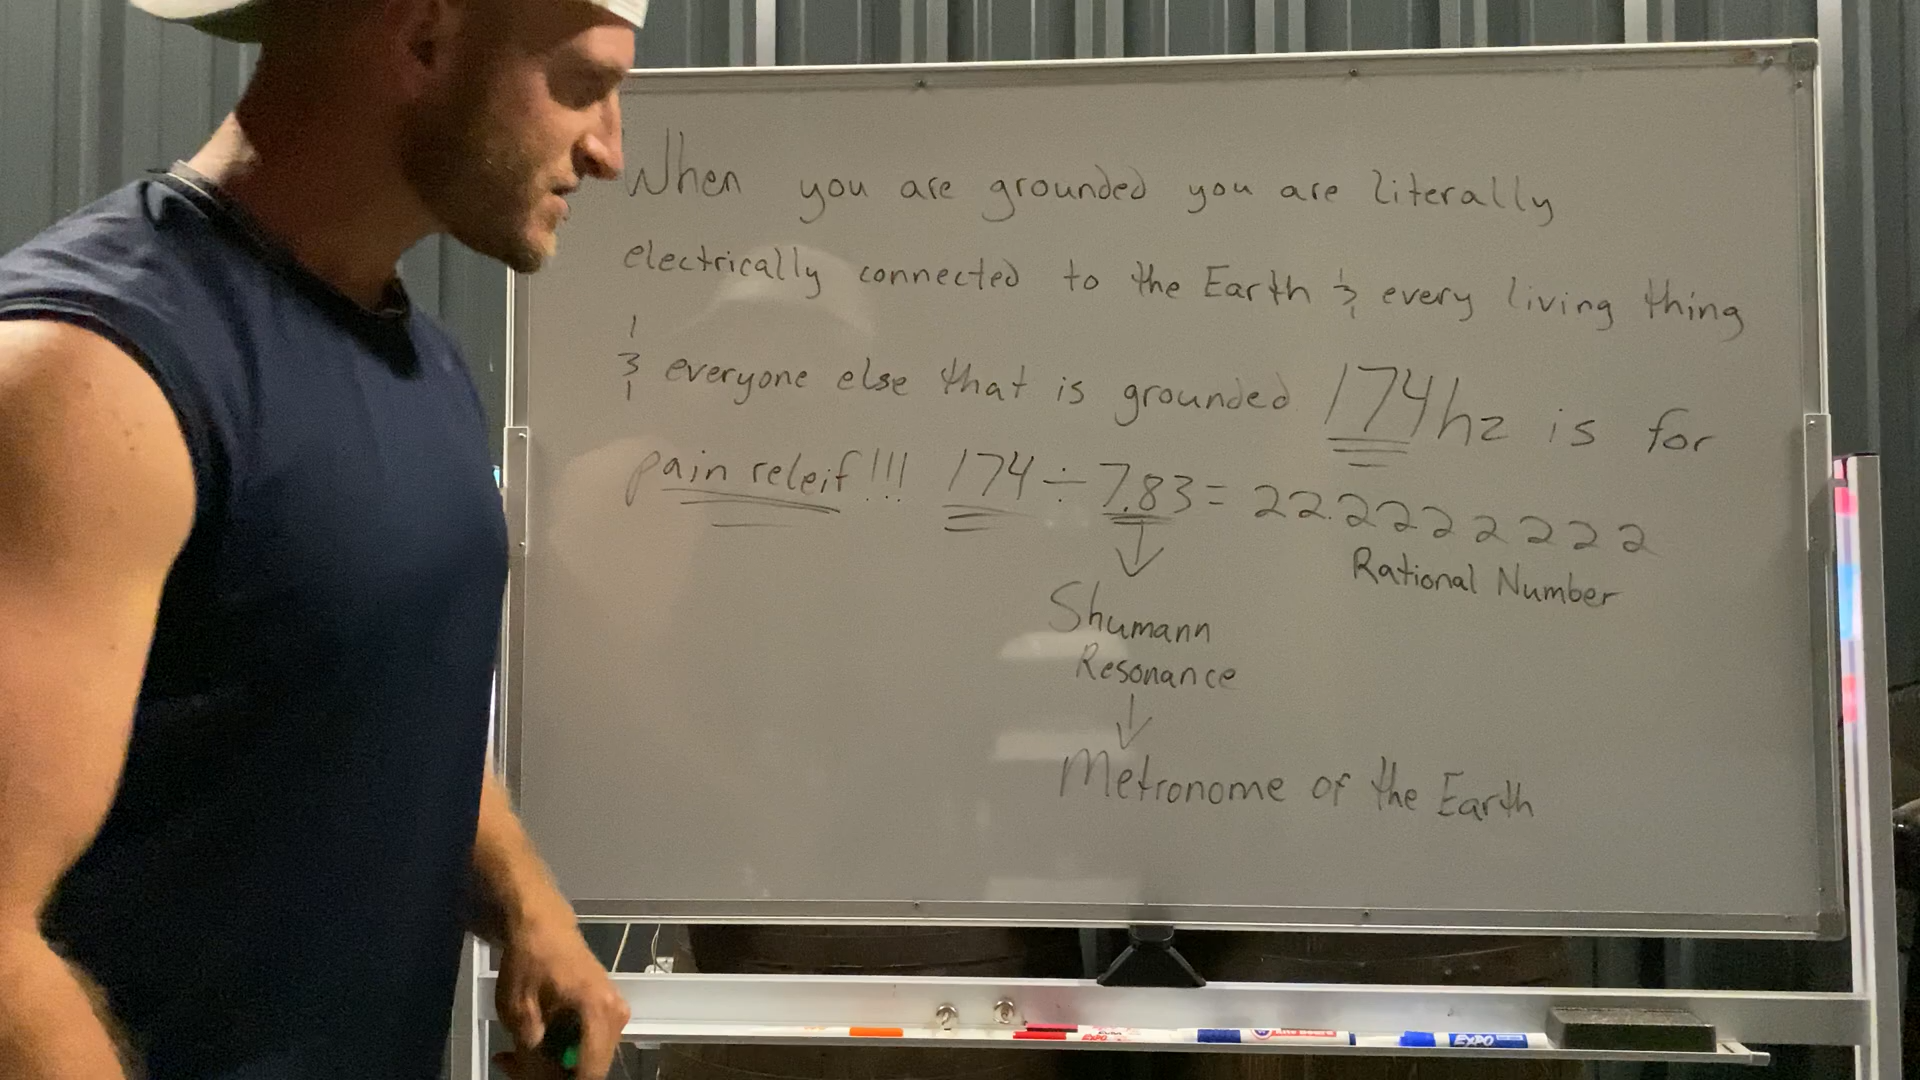 When you are grounded you are literally
electrically connected to the Earth & every living thing
& everyone else that is grounded 174hz is for
pain releif!!! 174 ÷ 7.83 = 22.22222222
Rational Number
Shumann
Resonance
Metronome of the Earth
EXPO
EXPO